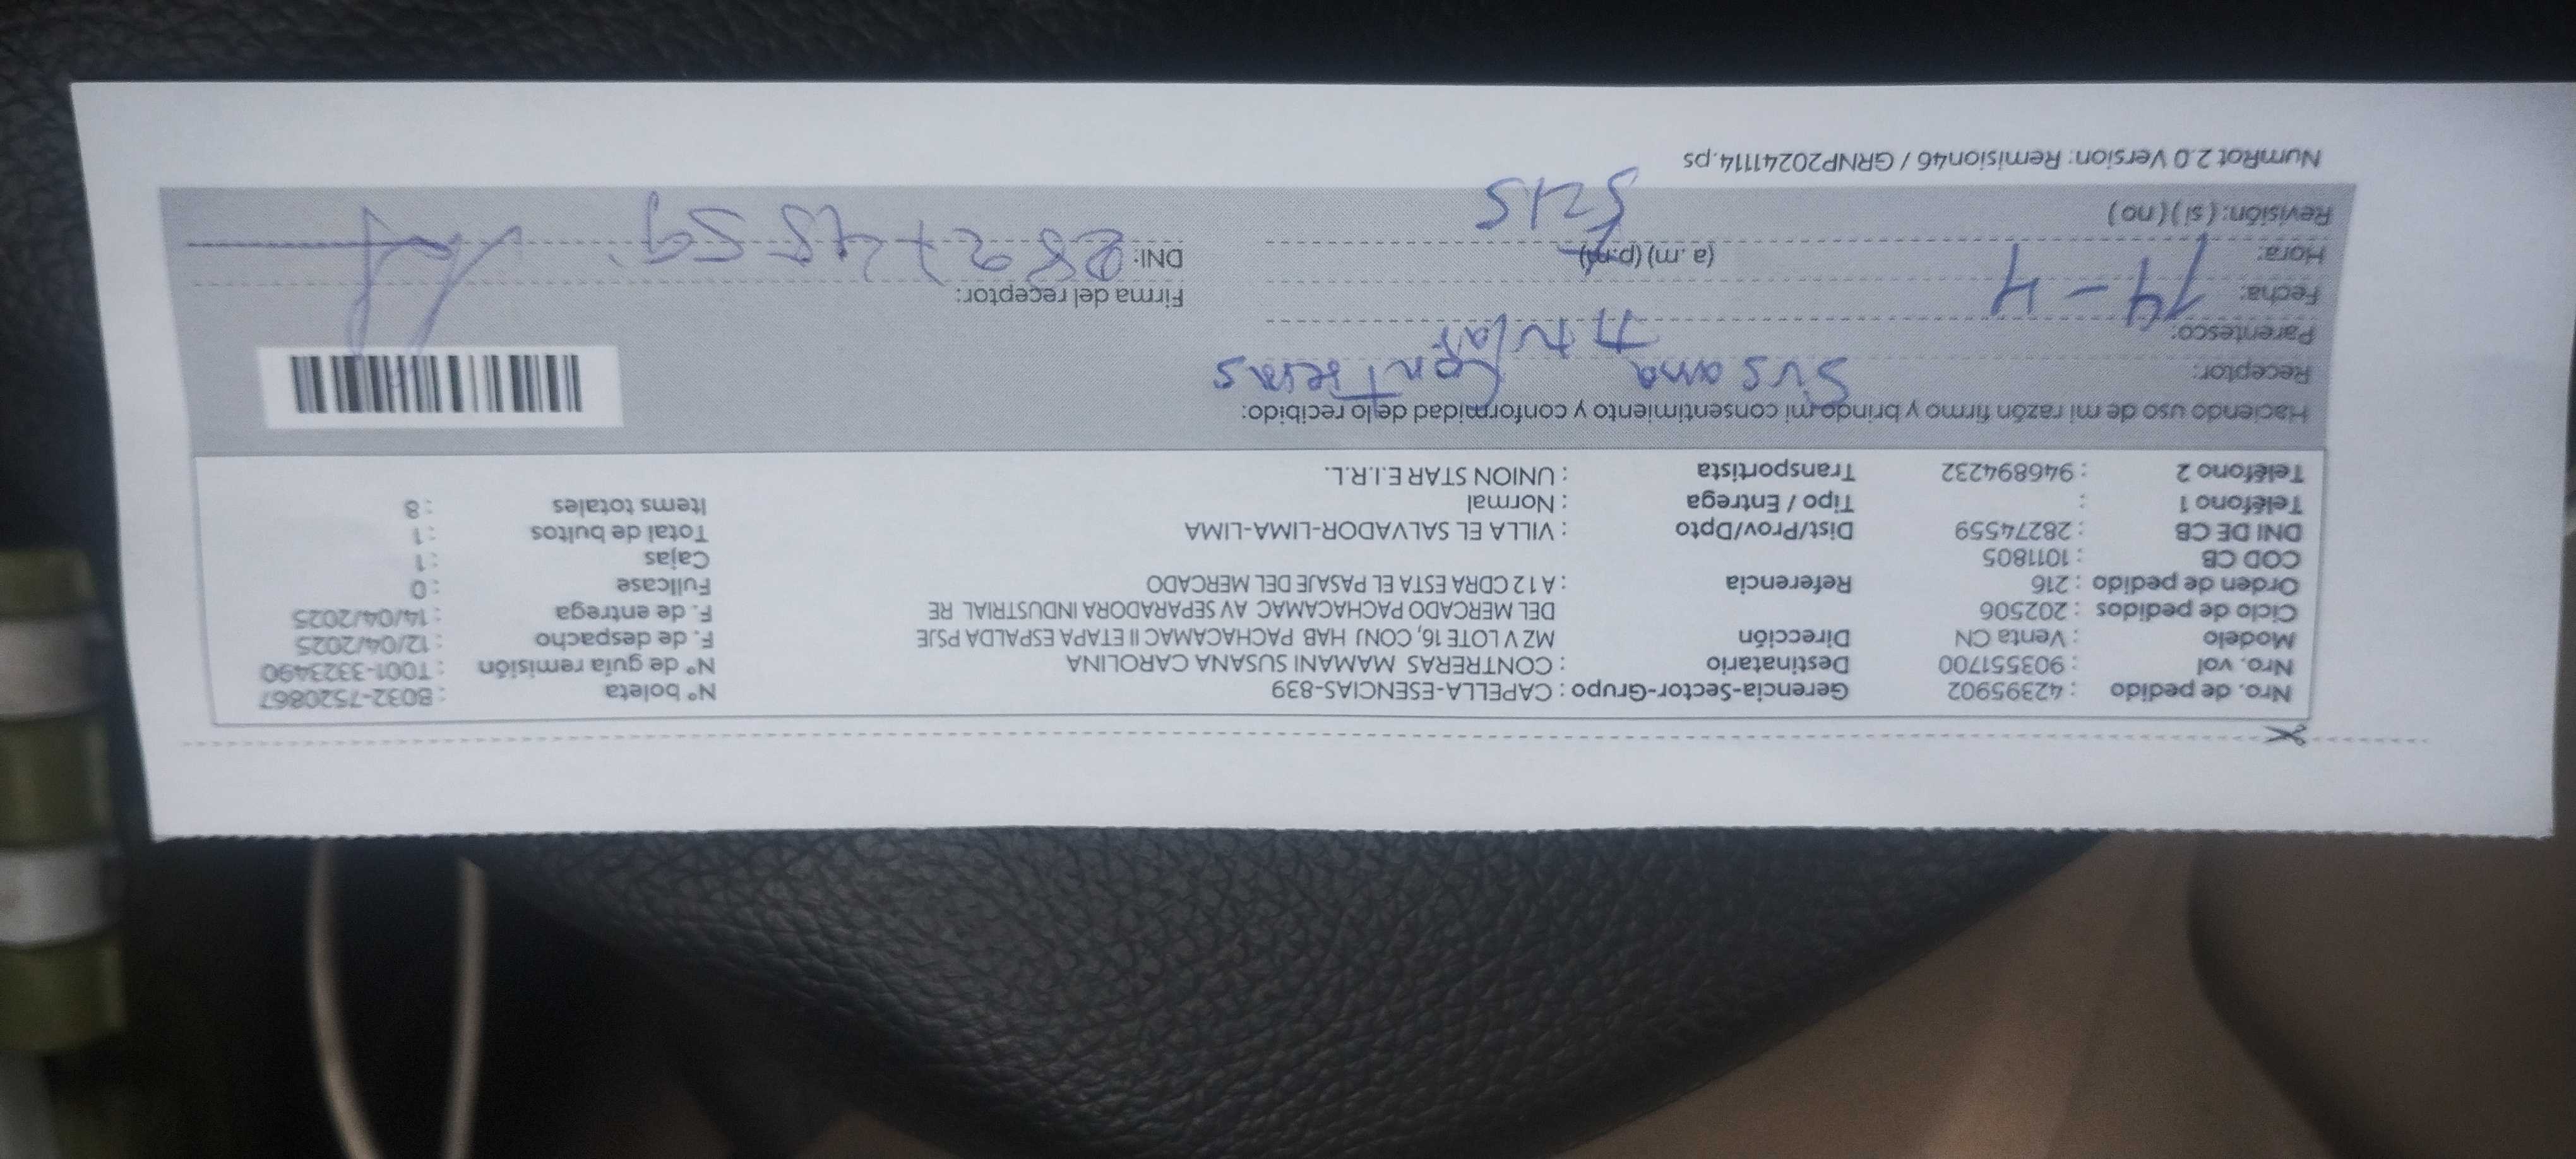 Nro. de pedido : 42395902 Gerencia-Sector-Grupo : CAPELLA-ESENCIAS-839 N° boleta : B032-7520867
Nro. vol : 903551700 Destinatario : CONTRERAS MAMANI SUSANA CAROLINA N° de guía remisión : T001-3323490
Modelo : Venta CN Dirección MZ V LOTE 16, CONJ HAB PACHACAMAC II ETAPA ESPALDA PSJE F. de despacho : 12/04/2025
Ciclo de pedidos : 202506 DEL MERCADO PACHACAMAC AV SEPARADORA INDUSTRIAL RE F. de entrega : 14/04/2025
Orden de pedido : 216 Referencia : A 12 CDRA ESTA EL PASAJE DEL MERCADO Fullcase : 0
COD CB : 1011805 Cajas : 1
DNI DE CB : 28274559 Dist/Prov/Dpto : VILLA EL SALVADOR-LIMA-LIMA Total de bultos : 1
Teléfono 1 : Tipo / Entrega : Normal Items totales : 8
Teléfono 2 : 946894232 Transportista : UNION STAR E.I.R.L.
Haciendo uso de mi razón firmo y brindo mi consentimiento y conformidad de lo recibido:
Receptor: Susana Contreras
Parentesco: Titular
Fecha: 14-4 Firma del receptor:
Hora: (a.m) (p.m) DNI: 28274559
Revisión: ( si ) ( no )
NumRot 2.0 Version: Remision46 / GRNP20241114.ps